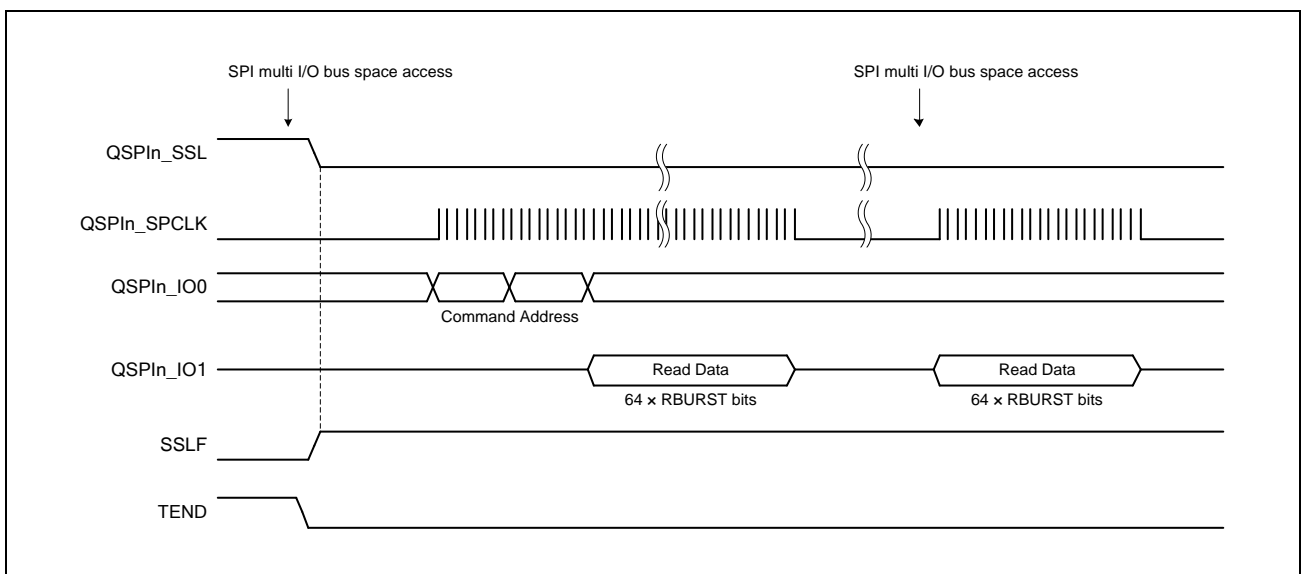 SPI multi I/O bus space access
SPI multi I/O bus space access
QSPIn_SSL
QSPIn_SPCLK
QSPIn_IO0
Command Address
QSPIn_IO1
Read Data
Read Data
64 × RBURST bits
64 × RBURST bits
SSLF
TEND